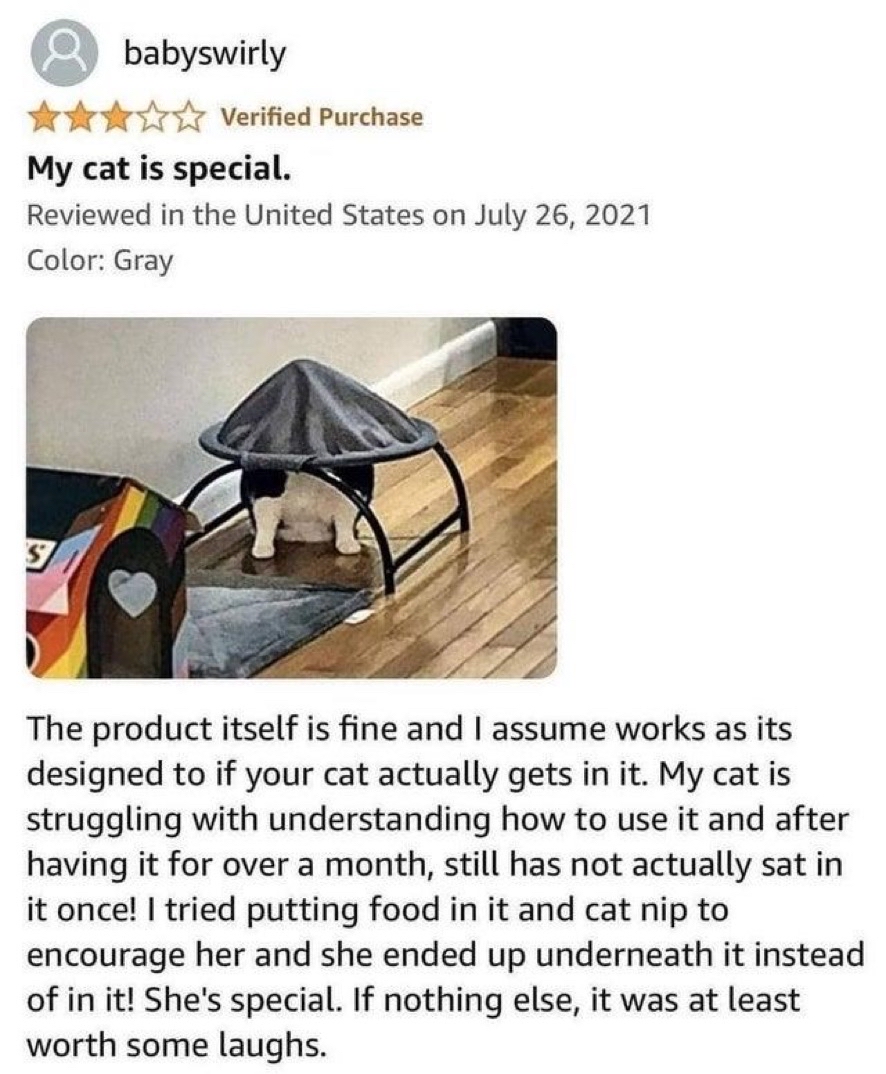 babyswirly
Verified Purchase
My cat is special.
Reviewed in the United States on July 26, 2021
Color: Gray
S
The product itself is fine and I assume works as its
designed to if your cat actually gets in it. My cat is
struggling with understanding how to use it and after
having it for over a month, still has not actually sat in
it once! I tried putting food in it and cat nip to
encourage her and she ended up underneath it instead
of in it! She's special. If nothing else, it was at least
worth some laughs.